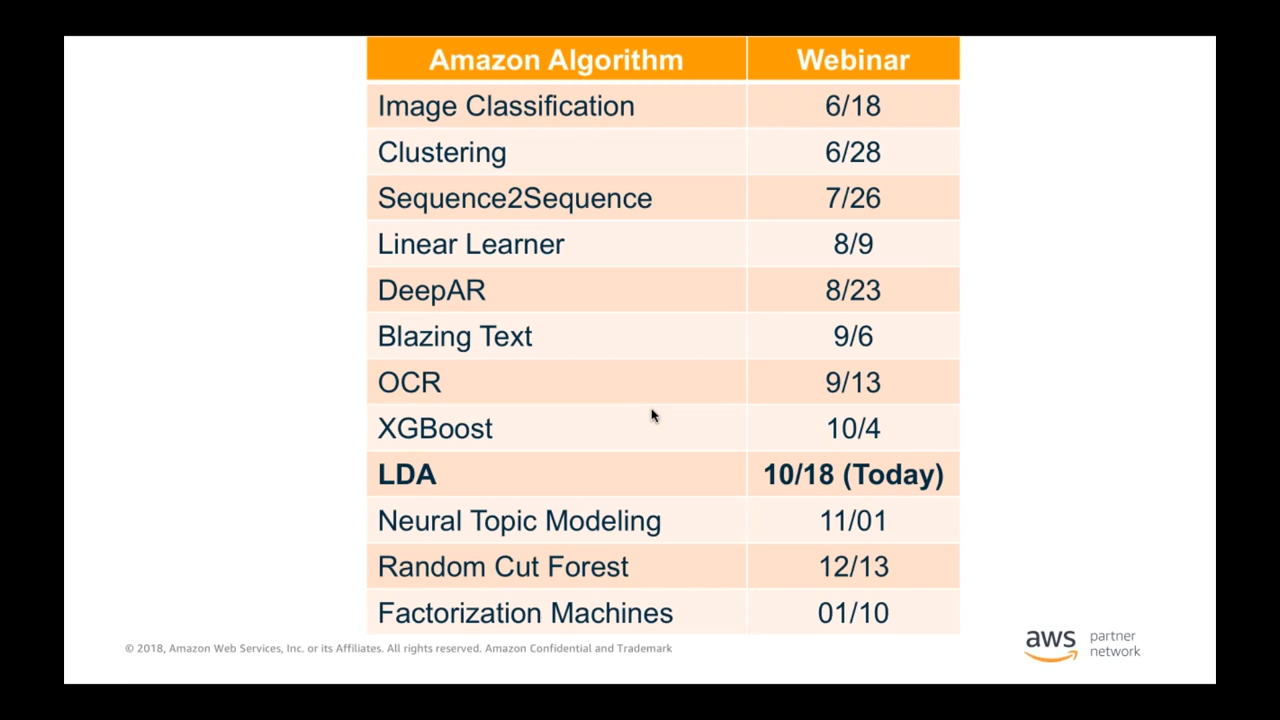 Amazon Algorithm Webinar
Image Classification 6/18
Clustering 6/28
Sequence2Sequence 7/26
Linear Learner 8/9
DeepAR 8/23
Blazing Text 9/6
OCR 9/13
XGBoost 10/4
LDA 10/18 (Today)
Neural Topic Modeling 11/01
Random Cut Forest 12/13
Factorization Machines 01/10
© 2018, Amazon Web Services, Inc. or its Affiliates. All rights reserved. Amazon Confidential and Trademark
aws partner
network